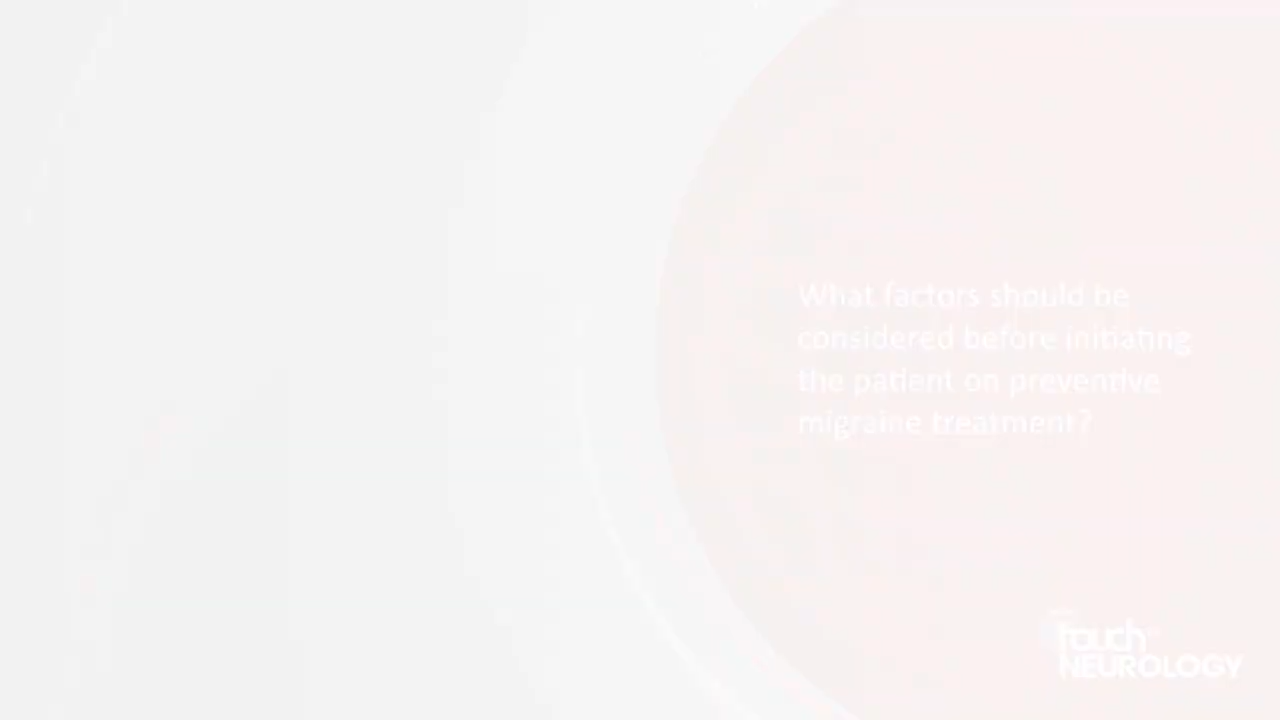 What factors should be
considered before initiating
the patient on preventive
migraine treatment?
touch
NEUROLOGY